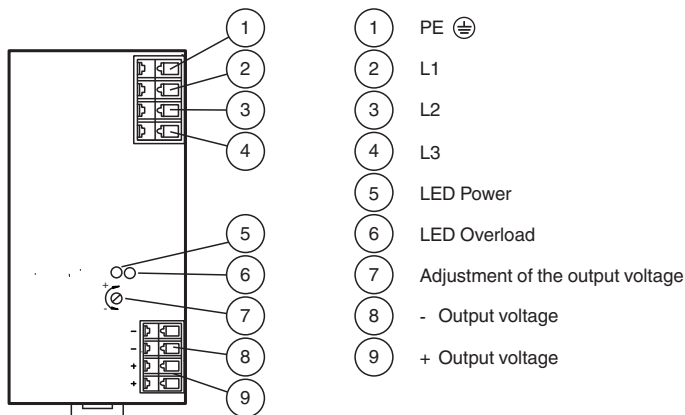 1
2
3
4
5
6
+
7
-
−
−
8
+
+
9
1 PE
2 L1
3 L2
4 L3
5 LED Power
6 LED Overload
7 Adjustment of the output voltage
8 - Output voltage
9 + Output voltage